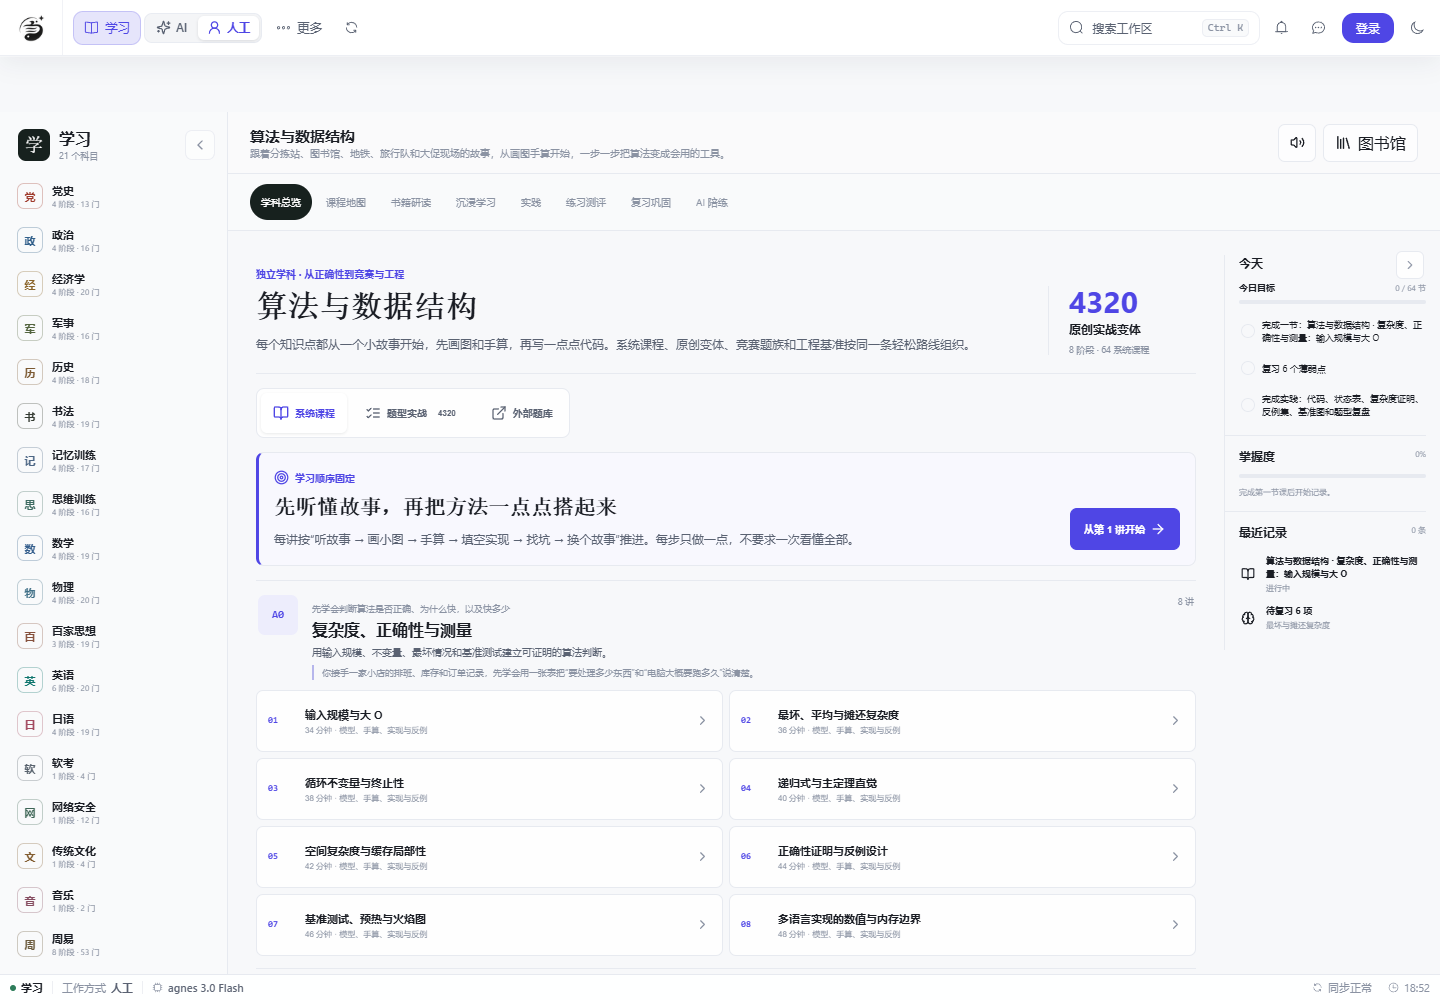 学习
AI
人工
更多
搜索工作区
Ctrl K
登录
学
学习
21 个科目
党
党史
4 阶段 · 13 门
政
政治
4 阶段 · 16 门
经
经济学
4 阶段 · 20 门
军
军事
4 阶段 · 16 门
历
历史
4 阶段 · 18 门
书
书法
4 阶段 · 19 门
记
记忆训练
4 阶段 · 17 门
思
思维训练
4 阶段 · 16 门
数
数学
4 阶段 · 19 门
物
物理
4 阶段 · 20 门
百
百家思想
3 阶段 · 19 门
英
英语
6 阶段 · 20 门
日
日语
4 阶段 · 19 门
软
软考
1 阶段 · 4 门
网
网络安全
1 阶段 · 12 门
文
传统文化
1 阶段 · 4 门
音
音乐
1 阶段 · 2 门
周
周易
8 阶段 · 53 门
算法与数据结构
跟着分拣站、图书馆、地铁、旅行队和大促现场的故事，从画图手算开始，一步一步把算法变成会用的工具。
图书馆
学科总览
课程地图
书籍研读
沉浸学习
实践
练习测评
复习巩固
AI 陪练
独立学科 · 从正确性到竞赛与工程
算法与数据结构
每个知识点都从一个小故事开始，先画图和手算，再写一点点代码。系统课程、原创变体、竞赛题族和工程基准按同一条轻松路线组织。
4320
原创实战变体
8 阶段 · 64 系统课程
系统课程
题型实战 4320
外部题库
学习顺序固定
先听懂故事，再把方法一点点搭起来
每讲按“听故事 → 画小图 → 手算 → 填空实现 → 找坑 → 换个故事”推进。每步只做一点，不要求一次看懂全部。
从第 1 讲开始
A0
先学会判断算法是否正确、为什么快，以及快多少
8 讲
复杂度、正确性与测量
用输入规模、不变量、最坏情况和基准测试建立可证明的算法判断。
你接手一家小店的排班、库存和订单记录，先学会用一张表把“要处理多少东西”和“电脑大概要跑多久”说清楚。
01
输入规模与大 O
34 分钟 · 模型、手算、实现与反例
02
最坏、平均与摊还复杂度
36 分钟 · 模型、手算、实现与反例
03
循环不变量与终止性
38 分钟 · 模型、手算、实现与反例
04
递归式与主定理直觉
40 分钟 · 模型、手算、实现与反例
05
空间复杂度与缓存局部性
42 分钟 · 模型、手算、实现与反例
06
正确性证明与反例设计
44 分钟 · 模型、手算、实现与反例
07
基准测试、预热与火焰图
46 分钟 · 模型、手算、实现与反例
08
多语言实现的数值与内存边界
48 分钟 · 模型、手算、实现与反例
今天
今日目标
0 / 64 节
完成一节：算法与数据结构 · 复杂度、正
确性与测量：输入规模与大 O
复习 6 个薄弱点
完成实践：代码、状态表、复杂度证明、
反例集、基准图和题型复盘
掌握度
0%
完成第一节课后开始记录。
最近记录
0 条
算法与数据结构 · 复杂度、正确性与测
量：输入规模与大 O
进行中
待复习 6 项
最坏与摊还复杂度
学习
工作方式 人工
agnes 3.0 Flash
同步正常
18:52